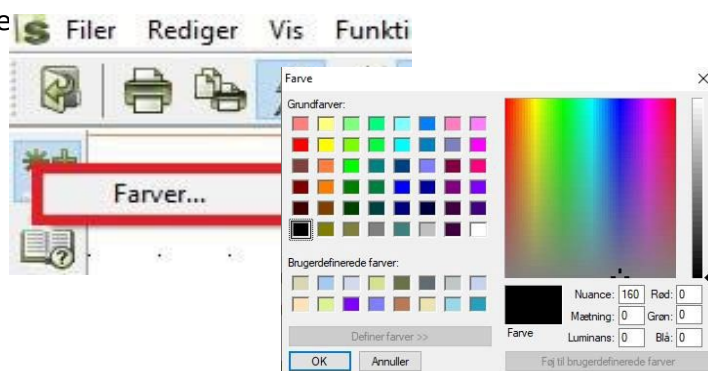 e
S Filer Rediger Vis Funkti
Farver...
Farve
Grundfarver:
Brugerdefinerede farver:
Definer farver >>
OK Annuller
Farve
Nuance: 160 Rød: 0
Mætning: 0 Grøn: 0
Luminans: 0 Blå: 0
Føj til brugerdefinerede farver